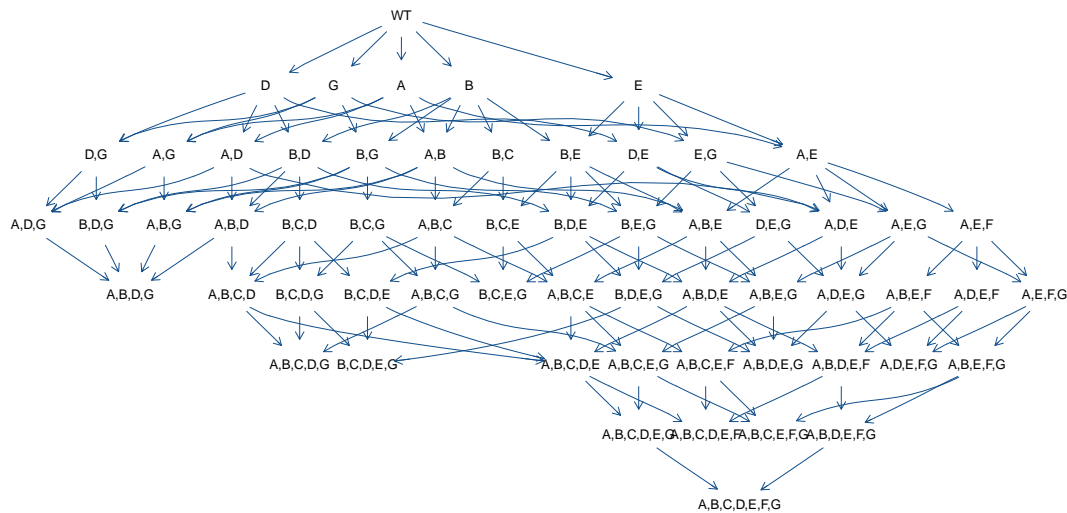 WT
D G A B E
D,G A,G A,D B,D B,G A,B B,C B,E D,E E,G A,E
A,D,G B,D,G A,B,G A,B,D B,C,D B,C,G A,B,C B,C,E B,D,E B,E,G A,B,E D,E,G A,D,E A,E,G A,E,F
A,B,D,G A,B,C,D B,C,D,G B,C,D,E A,B,C,G B,C,E,G A,B,C,E B,D,E,G A,B,D,E A,B,E,G A,D,E,G A,B,E,F A,D,E,F A,E,F,G
A,B,C,D,G B,C,D,E,G A,B,C,D,E A,B,C,E,G A,B,C,E,F A,B,D,E,G A,B,D,E,F A,D,E,F,G A,B,E,F,G
A,B,C,D,E,G A,B,C,D,E,F A,B,C,E,F,G A,B,D,E,F,G
A,B,C,D,E,F,G